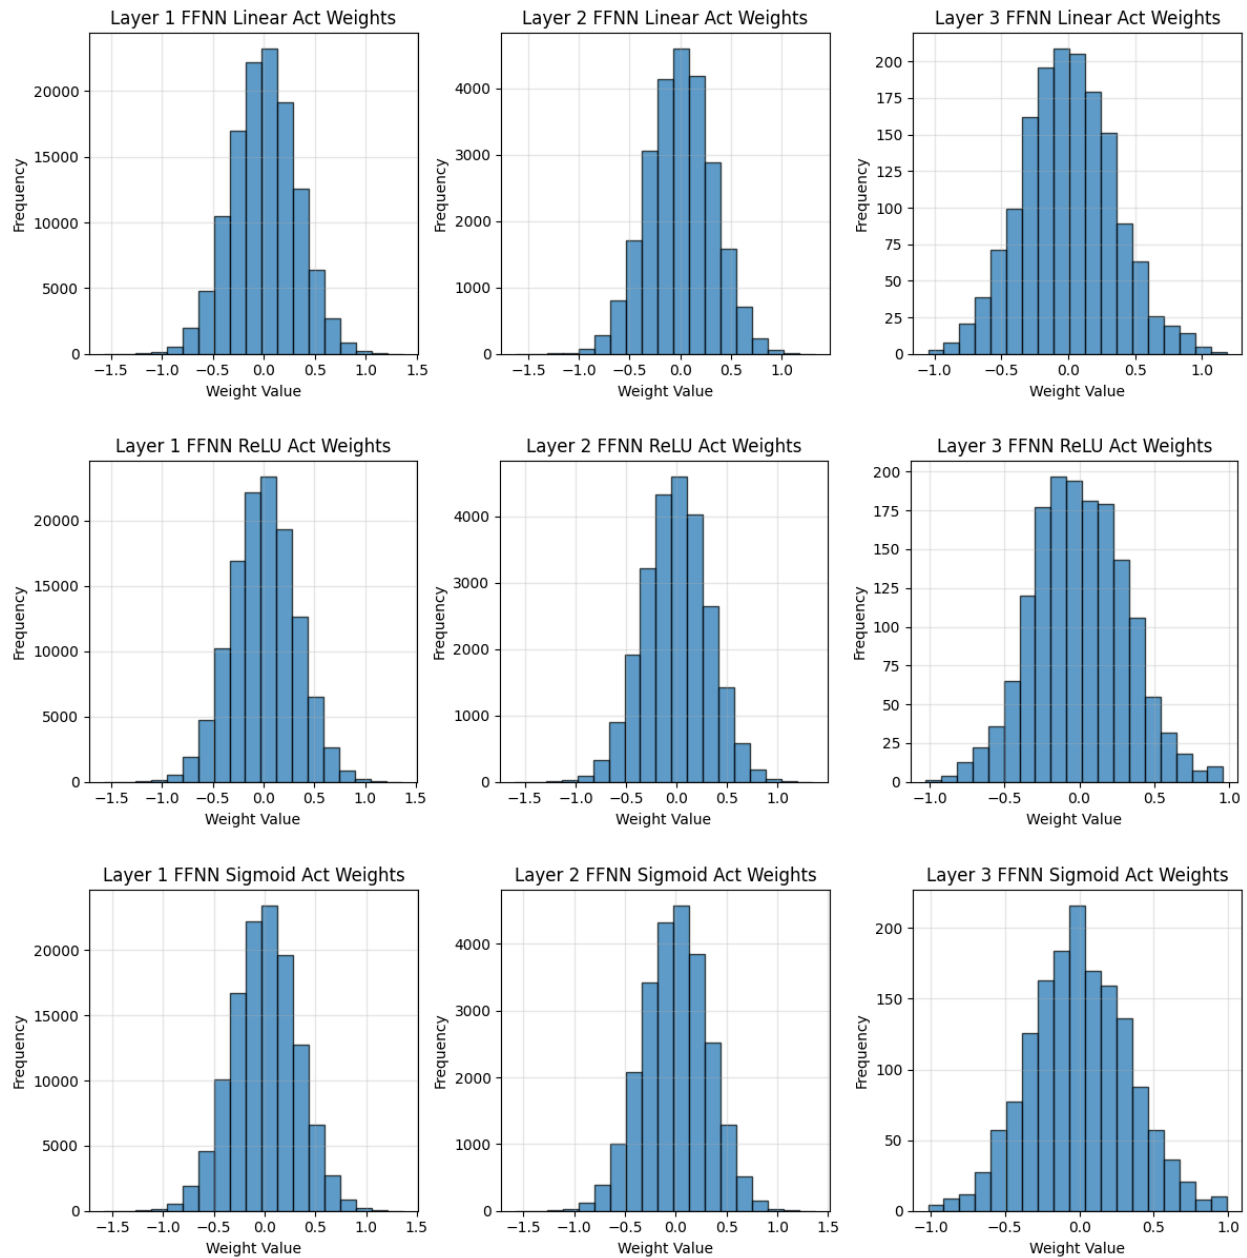 Layer 1 FFNN Linear Act Weights
Frequency
20000
15000
10000
5000
0
−1.5 −1.0 −0.5 0.0 0.5 1.0 1.5
Weight Value
Layer 2 FFNN Linear Act Weights
Frequency
4000
3000
2000
1000
0
−1.5 −1.0 −0.5 0.0 0.5 1.0
Weight Value
Layer 3 FFNN Linear Act Weights
Frequency
200
175
150
125
100
75
50
25
0
−1.0 −0.5 0.0 0.5 1.0
Weight Value
Layer 1 FFNN ReLU Act Weights
Frequency
20000
15000
10000
5000
0
−1.5 −1.0 −0.5 0.0 0.5 1.0 1.5
Weight Value
Layer 2 FFNN ReLU Act Weights
Frequency
4000
3000
2000
1000
0
−1.5 −1.0 −0.5 0.0 0.5 1.0
Weight Value
Layer 3 FFNN ReLU Act Weights
Frequency
200
175
150
125
100
75
50
25
0
−1.0 −0.5 0.0 0.5 1.0
Weight Value
Layer 1 FFNN Sigmoid Act Weights
Frequency
20000
15000
10000
5000
0
−1.5 −1.0 −0.5 0.0 0.5 1.0 1.5
Weight Value
Layer 2 FFNN Sigmoid Act Weights
Frequency
4000
3000
2000
1000
0
−1.5 −1.0 −0.5 0.0 0.5 1.0 1.5
Weight Value
Layer 3 FFNN Sigmoid Act Weights
Frequency
200
150
100
50
0
−1.0 −0.5 0.0 0.5 1.0
Weight Value